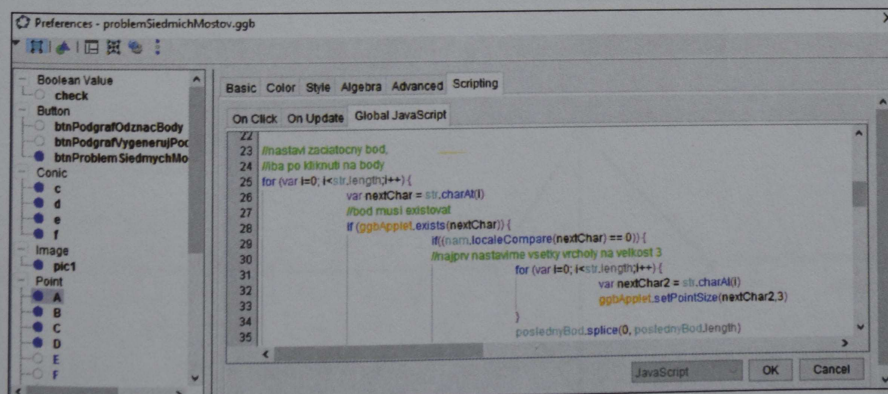 Preferences - problemSiedmichMostov.ggb
Boolean Value
check
Button
btnPodgrafOdznacBody
btnPodgrafVygenerujPoc
btnProblemSiedmychMo
Conic
c
d
e
f
Image
pic1
Point
A
B
C
D
E
F
Basic Color Style Algebra Advanced Scripting
On Click On Update Global JavaScript
22
23 //nastavi zaciatocny bod,
24 //iba po kliknuti na body
25 for (var i=0; i<str.length;i++) {
26 var nextChar = str.charAt(i)
27 //bod musi existovat
28 if (ggbApplet.exists(nextChar)) {
29 if((nam.localeCompare(nextChar) == 0)) {
30 //najprv nastavime vsetky vrcholy na velkost 3
31 for (var i=0; i<str.length;i++) {
32 var nextChar2 = str.charAt(i)
33 ggbApplet.setPointSize(nextChar2,3)
34 }
35 poslednyBod.splice(0, poslednyBod.length)
JavaScript OK Cancel